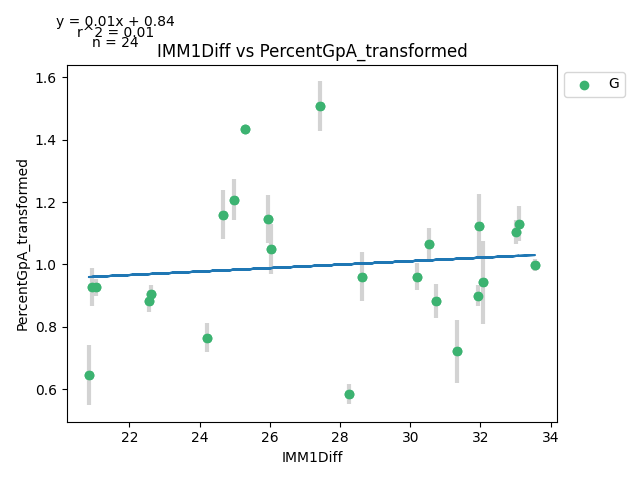 y = 0.01x + 0.84
r^2 = 0.01
n = 24
IMM1Diff vs PercentGpA_transformed
G
PercentGpA_transformed
1.6
1.4
1.2
1.0
0.8
0.6
22 24 26 28 30 32 34
IMM1Diff